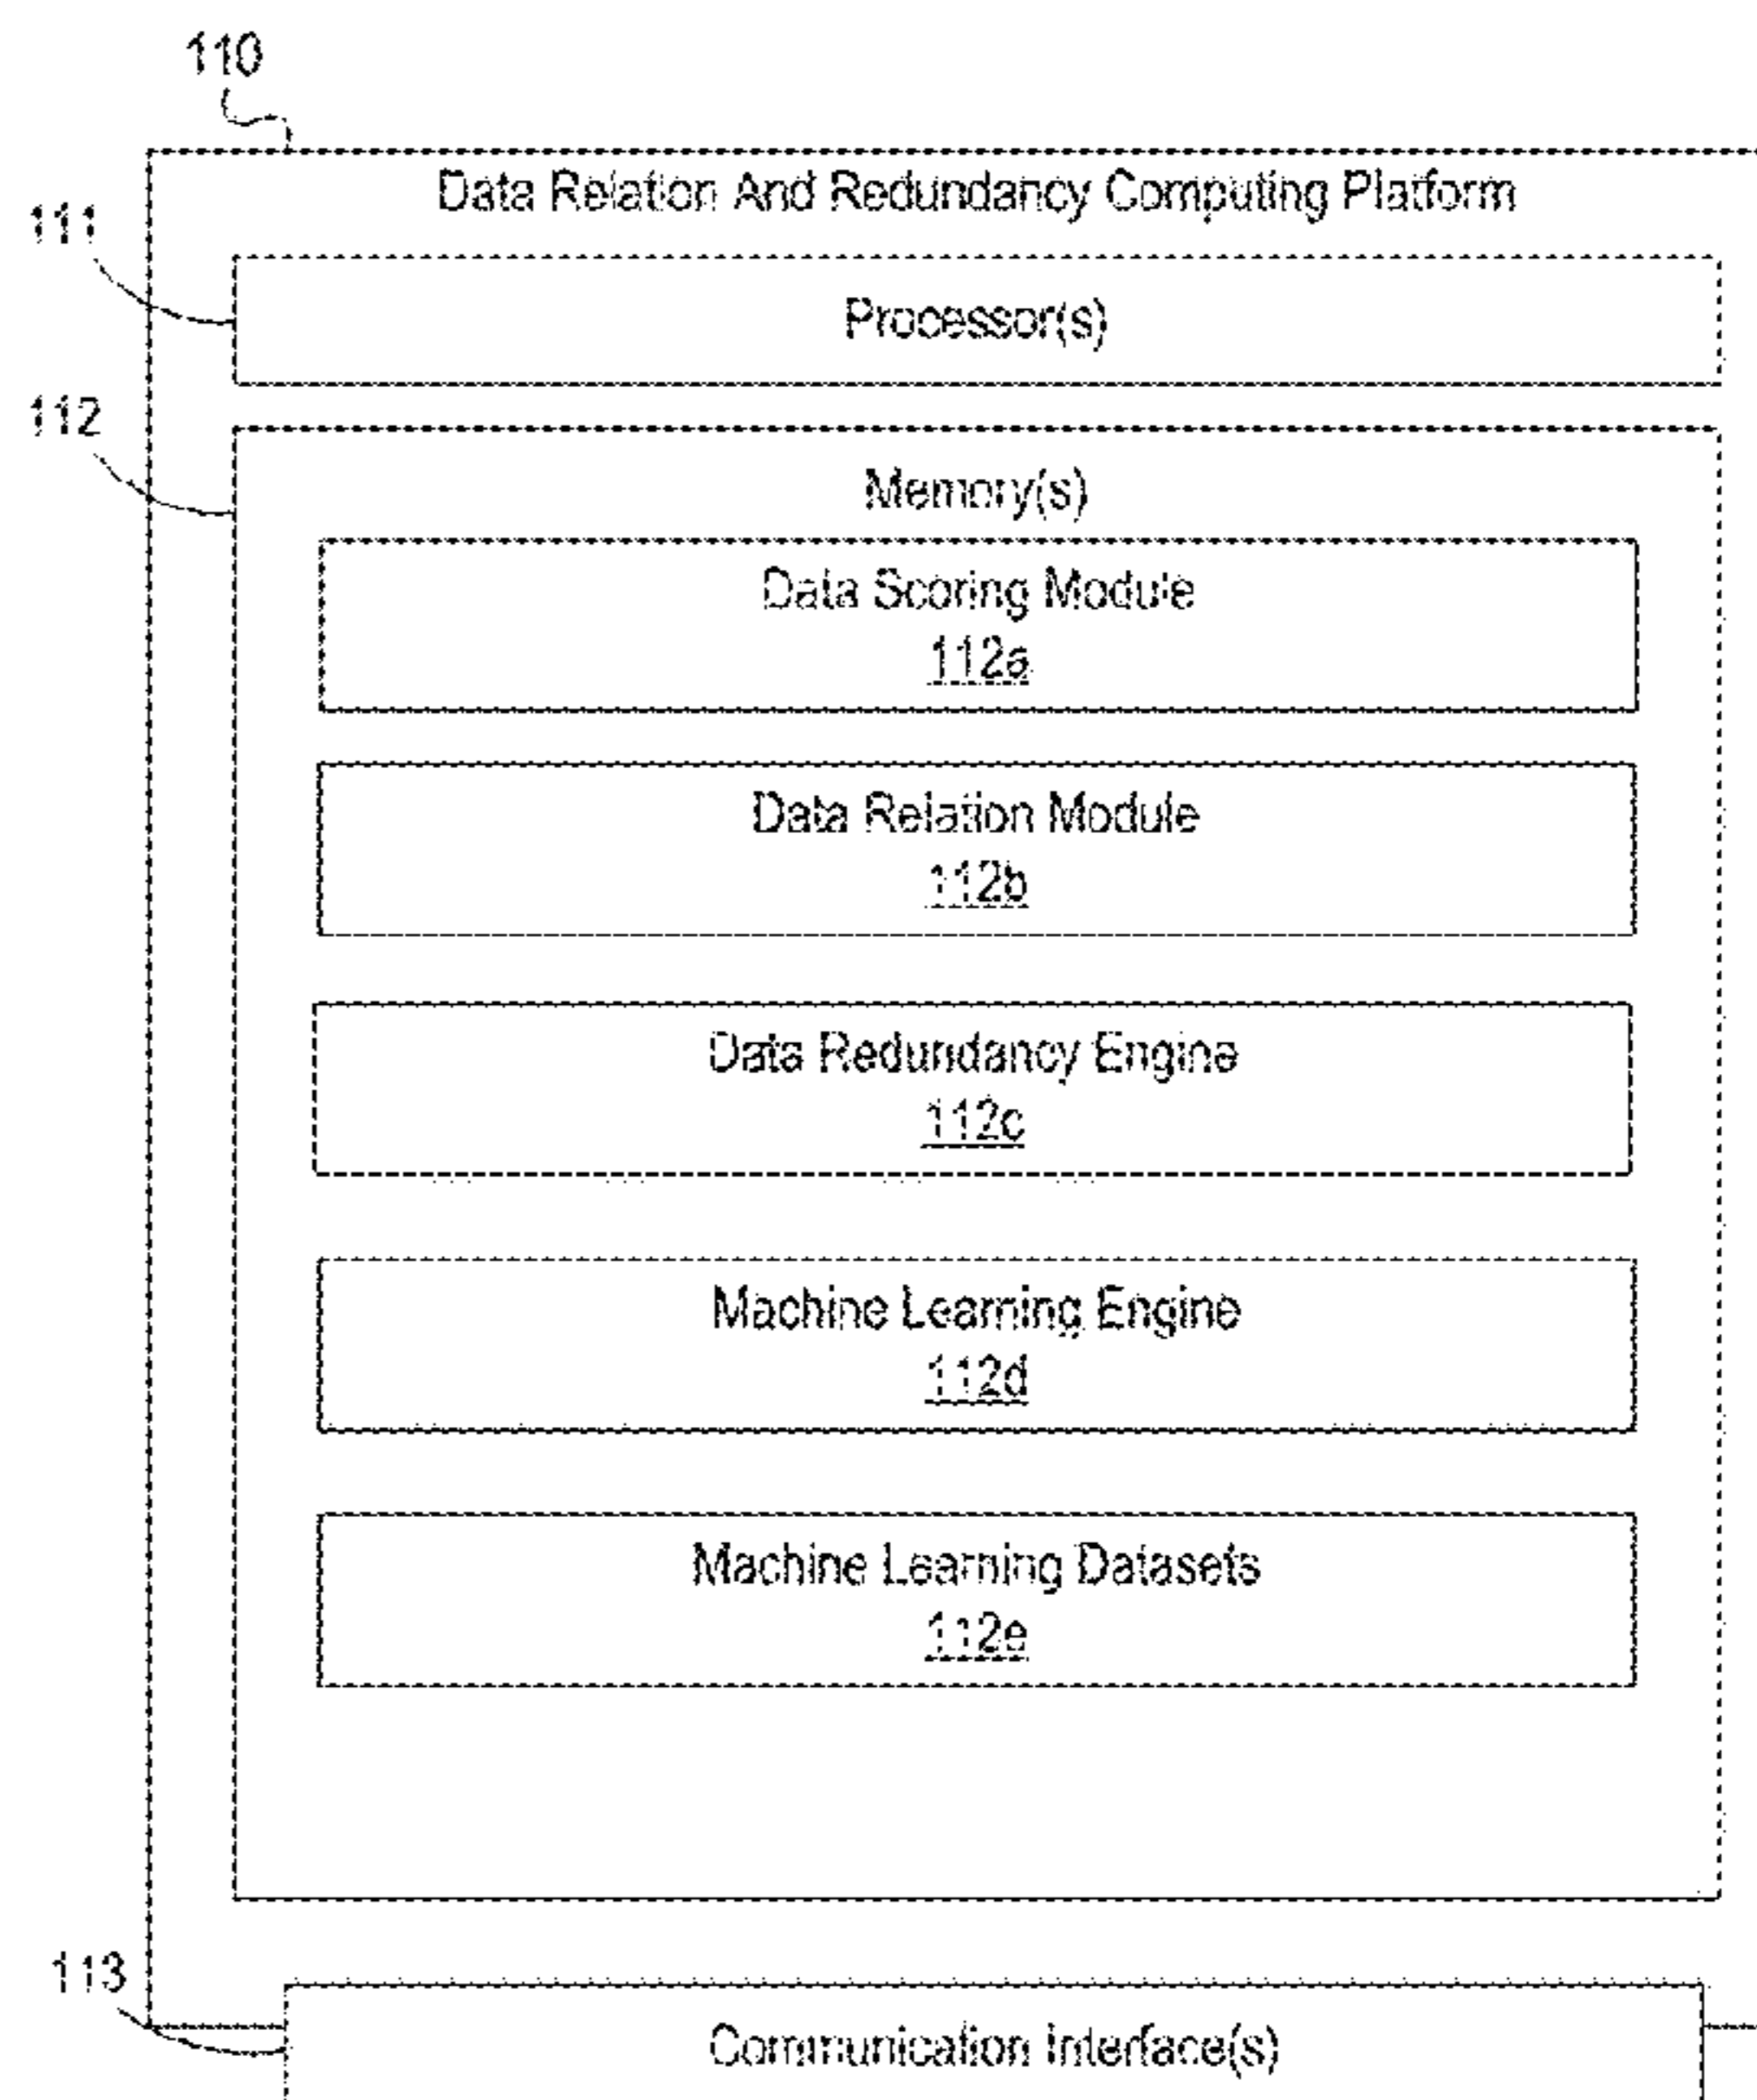 110
Data Relation And Redundancy Computing Platform
111
Processor(s)
112
Memory(s)
Data Scoring Module
112a
Data Relation Module
112b
Data Redundancy Engine
112c
Machine Learning Engine
112d
Machine Learning Datasets
112e
113
Communication Interface(s)